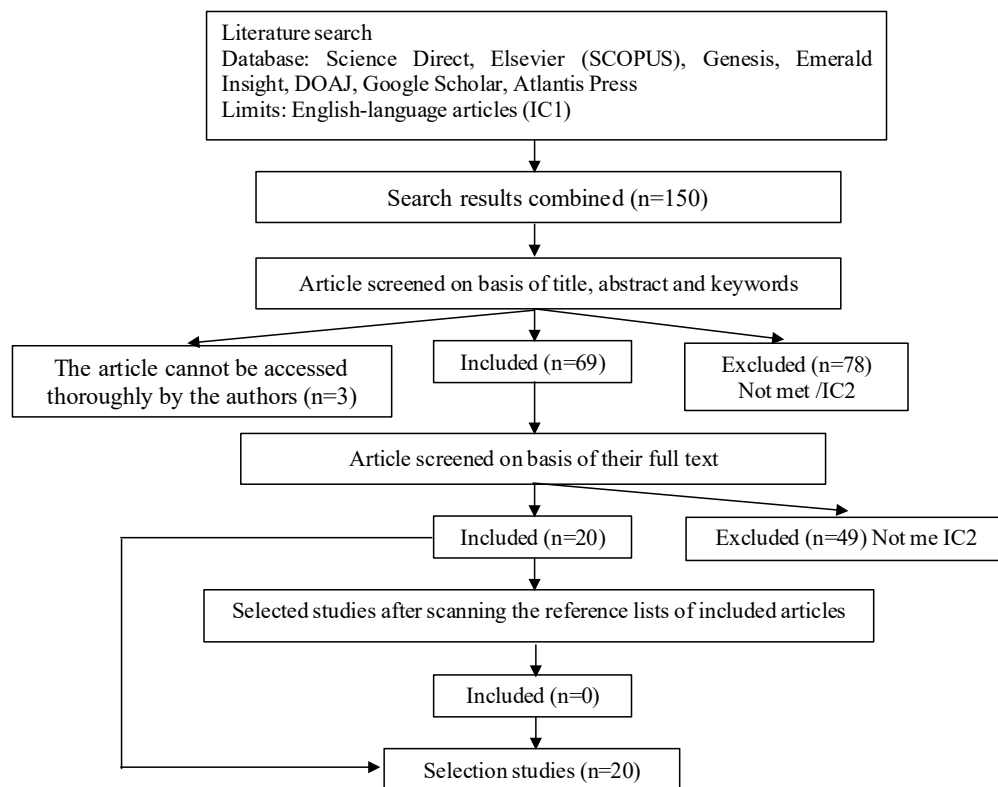 Literature search
Database: Science Direct, Elsevier (SCOPUS), Genesis, Emerald
Insight, DOAJ, Google Scholar, Atlantis Press
Limits: English-language articles (IC1)
Search results combined (n=150)
Article screened on basis of title, abstract and keywords
The article cannot be accessed
thoroughly by the authors (n=3)
Included (n=69)
Excluded (n=78)
Not met /IC2
Article screened on basis of their full text
Included (n=20)
Excluded (n=49) Not me IC2
Selected studies after scanning the reference lists of included articles
Included (n=0)
Selection studies (n=20)